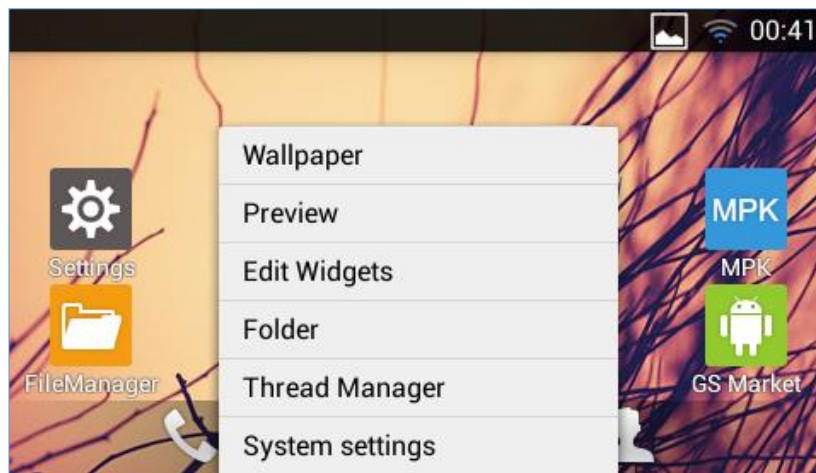 00:41
Wallpaper
Preview
Edit Widgets
Folder
Thread Manager
System settings
Settings
FileManager
MPK
MPK
GS Market